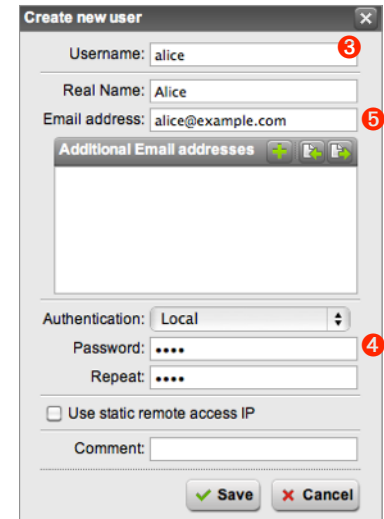 Create new user
Username: alice 3
Real Name: Alice
Email address: alice@example.com 5
Additional Email addresses
Authentication: Local
Password: •••• 4
Repeat: ••••
Use static remote access IP
Comment:
Save Cancel